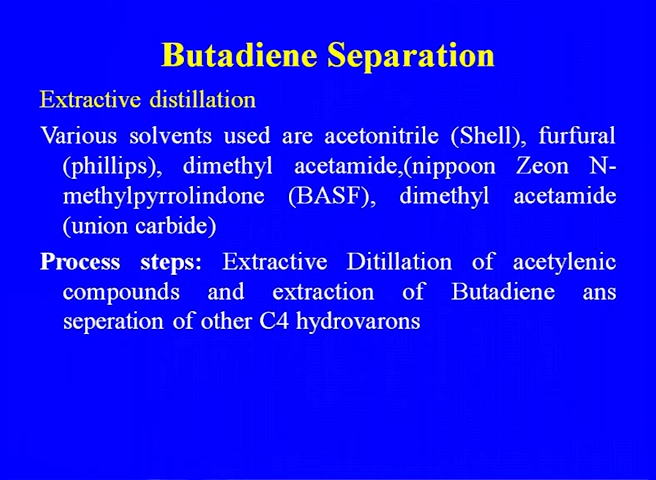 Butadiene Separation
Extractive distillation
Various solvents used are acetonitrile (Shell), furfural
(phillips), dimethyl acetamide,(nippoon Zeon N-
methylpyrrolindone (BASF), dimethyl acetamide
(union carbide)
Process steps: Extractive Ditillation of acetylenic
compounds and extraction of Butadiene ans
seperation of other C4 hydrovarons